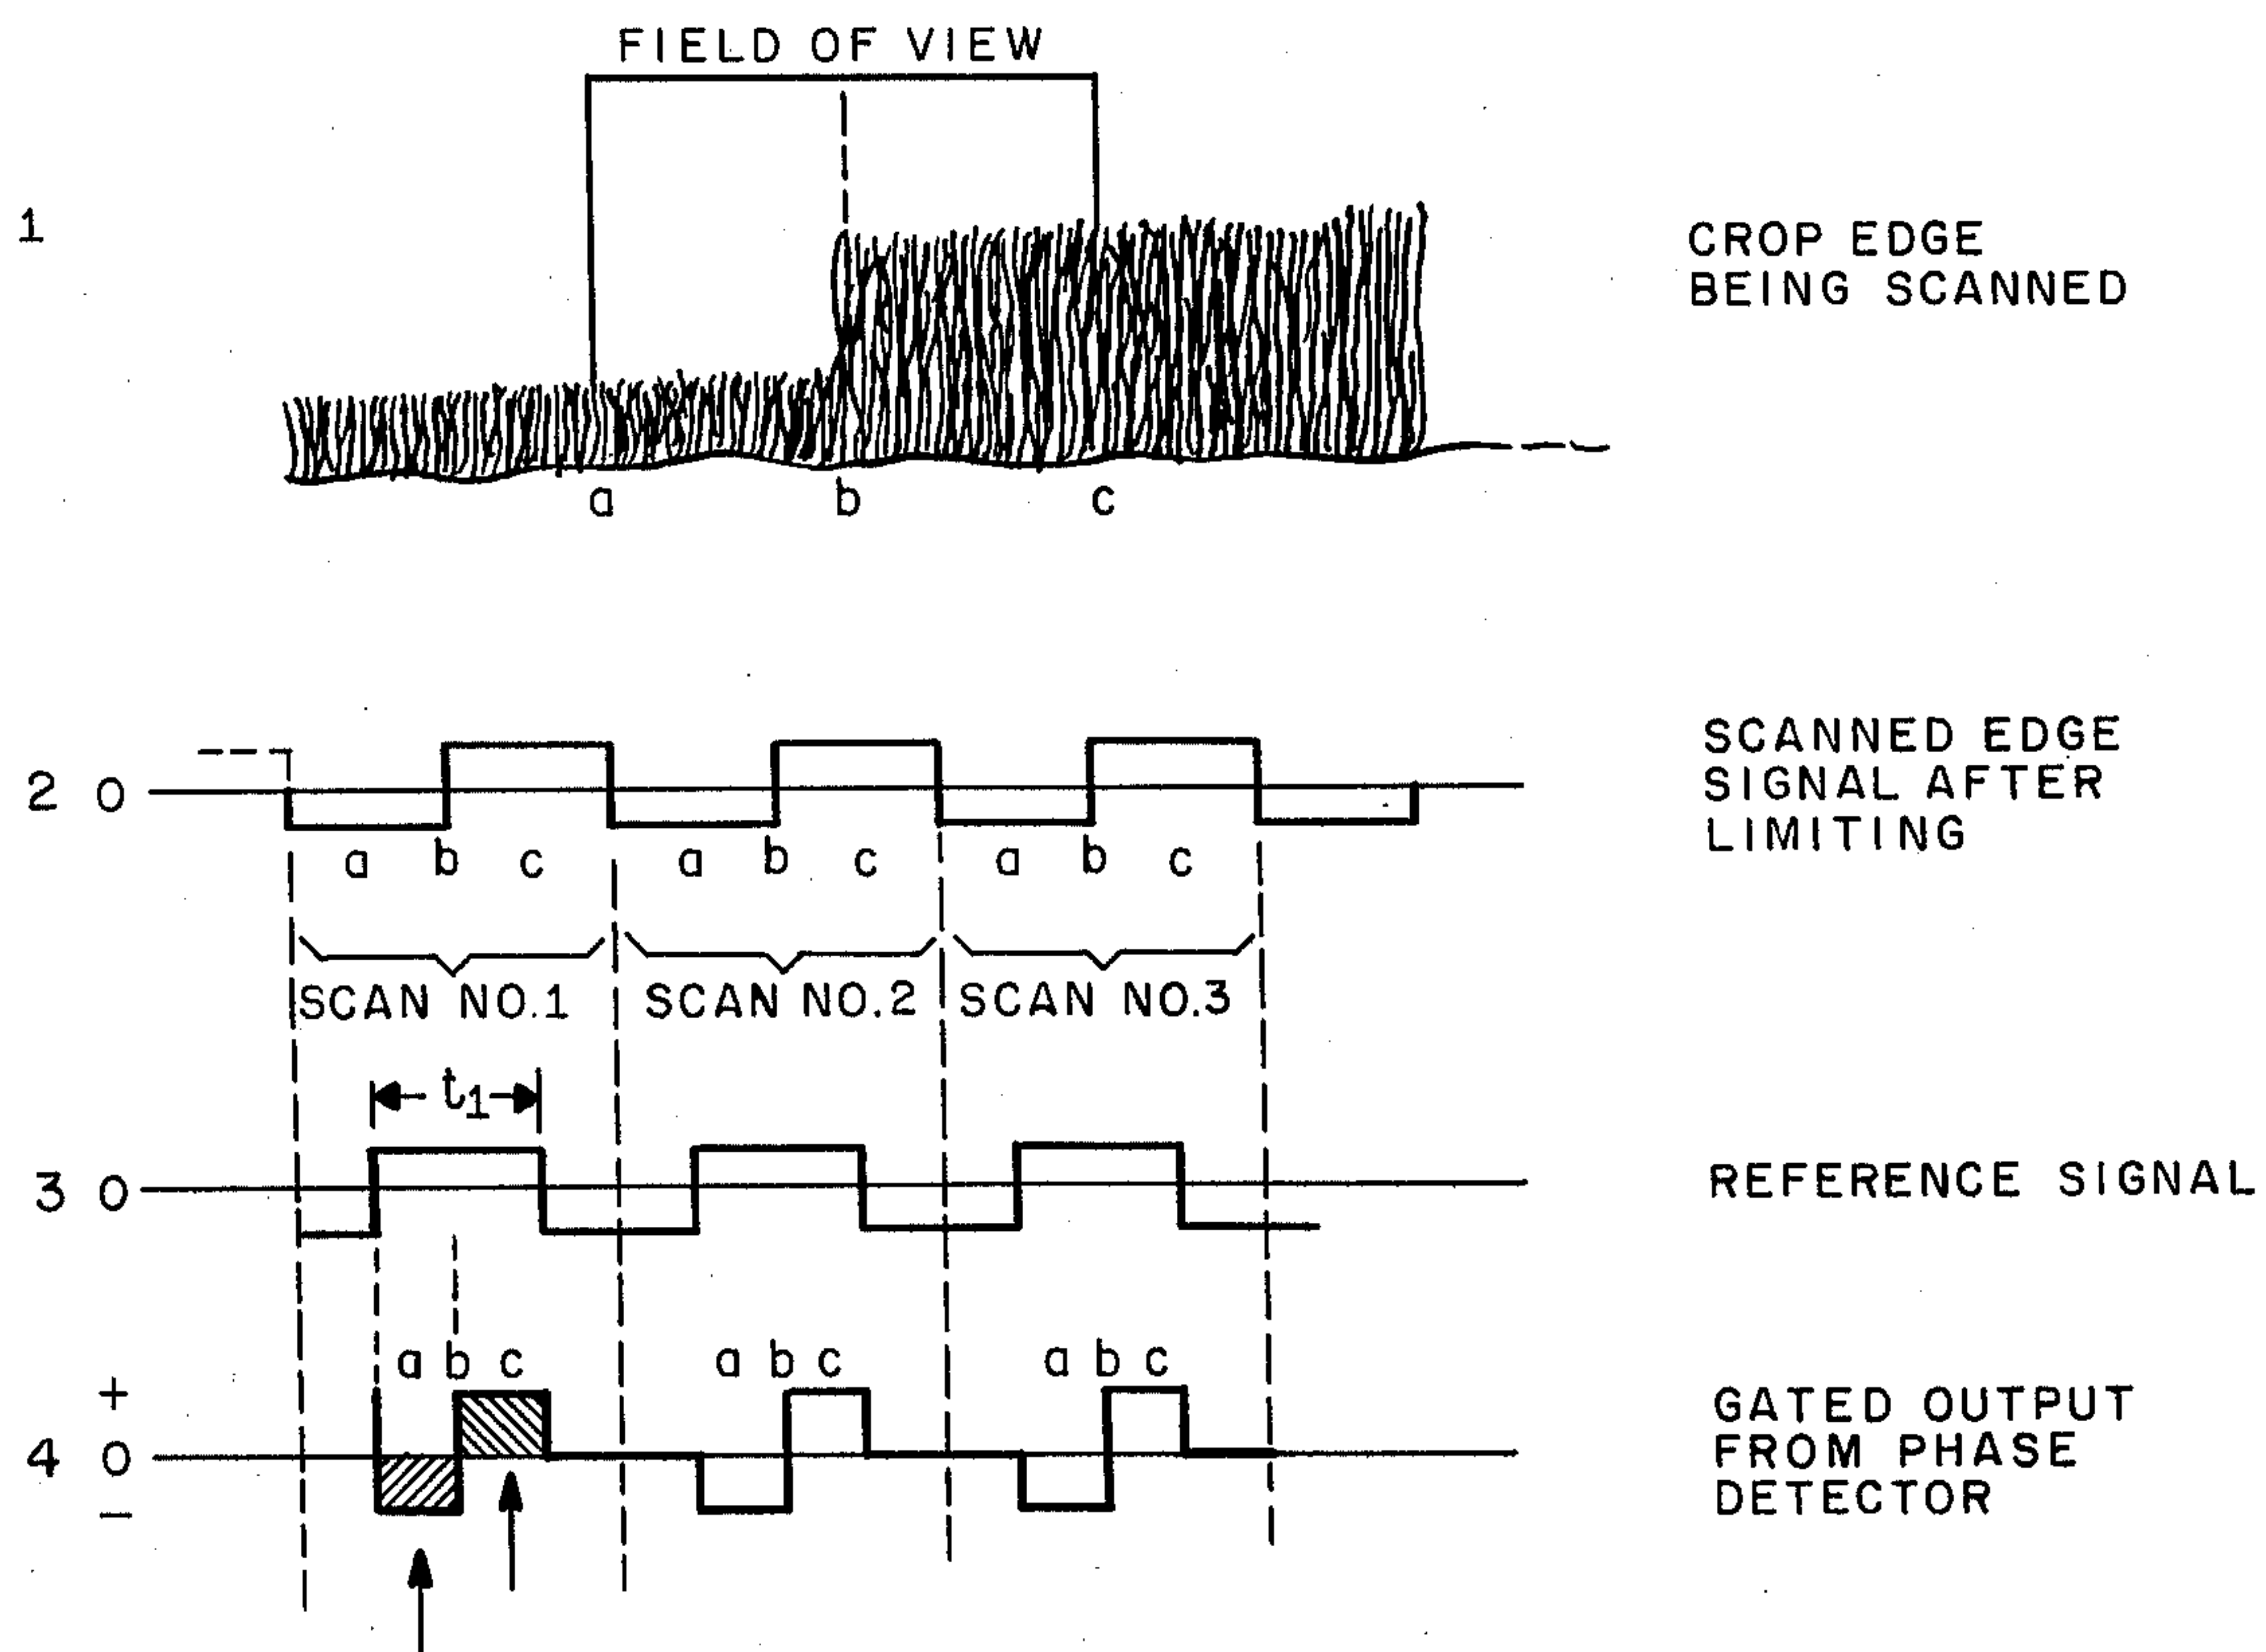 FIELD OF VIEW
1
CROP EDGE
BEING SCANNED
a b c
2 0
SCANNED EDGE
SIGNAL AFTER
LIMITING
a b c a b c a b c
SCAN NO.1 SCAN NO.2 SCAN NO.3
t1
3 0
REFERENCE SIGNAL
a b c a b c a b c
+
4 0
−
GATED OUTPUT
FROM PHASE
DETECTOR